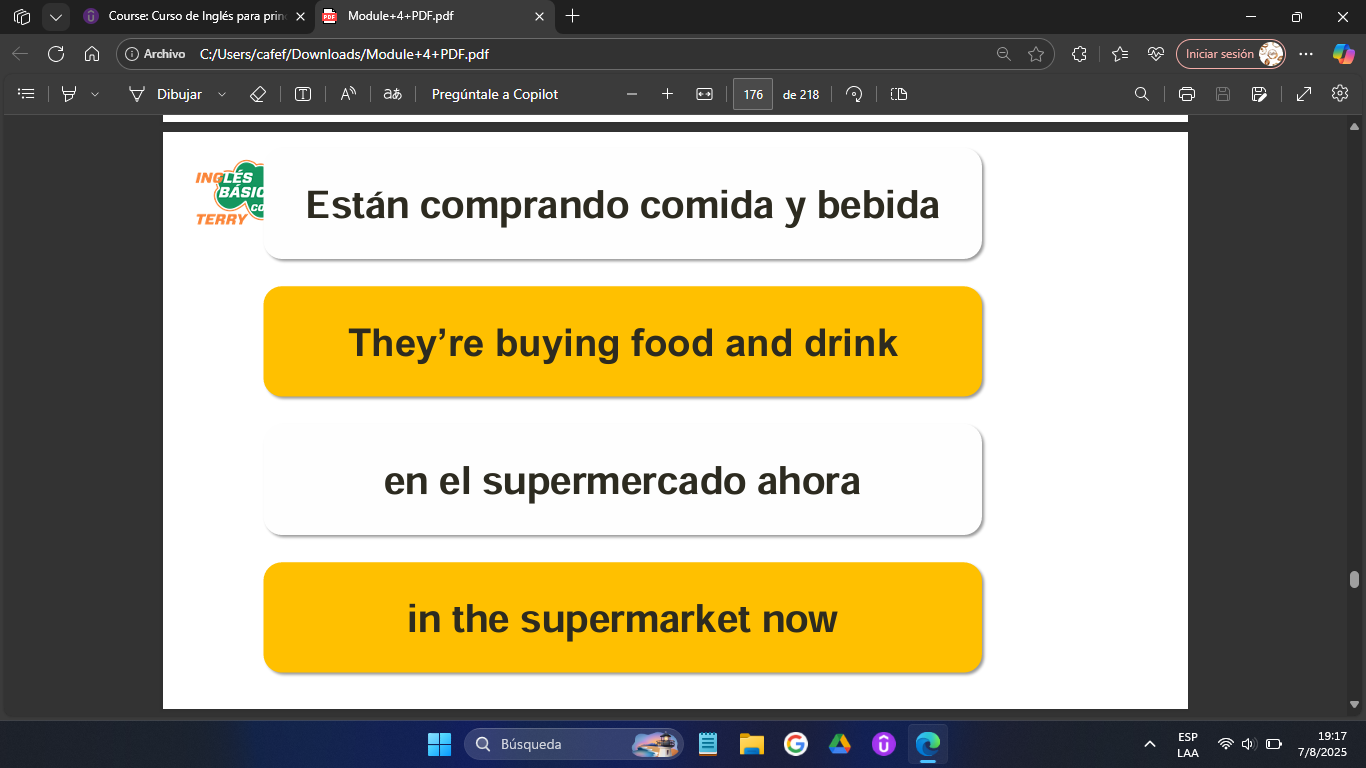 Course: Curso de Inglés para prin
Module+4+PDF.pdf
Archivo
C:/Users/cafef/Downloads/Module+4+PDF.pdf
Iniciar sesión
Dibujar
Pregúntale a Copilot
176
de 218
INGLÉS
BÁSIC
CO
TERRY
Están comprando comida y bebida
They’re buying food and drink
en el supermercado ahora
in the supermarket now
Búsqueda
ESP
LAA
19:17
7/8/2025